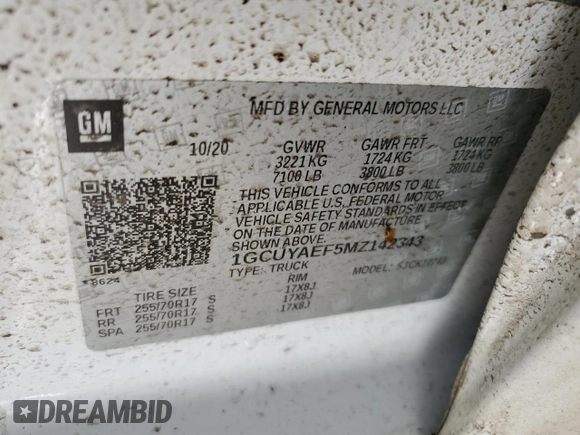 GM
MFD BY GENERAL MOTORS LLC
10/20 GVWR GAWR FRT GAWR RR
3221 KG 1724 KG 1724 KG
7100 LB 3800 LB 3800 LB
THIS VEHICLE CONFORMS TO ALL
APPLICABLE U.S. FEDERAL MOTOR
VEHICLE SAFETY STANDARDS IN EFFECT
ON THE DATE OF MANUFACTURE
1GCUYAEF5MZ142343
TYPE: TRUCK MODEL:
8624
TIRE SIZE RIM
FRT 255/70R17 S 17X8J
RR 255/70R17 S 17X8J
SPA 255/70R17 S 17X8J
DREAMBID